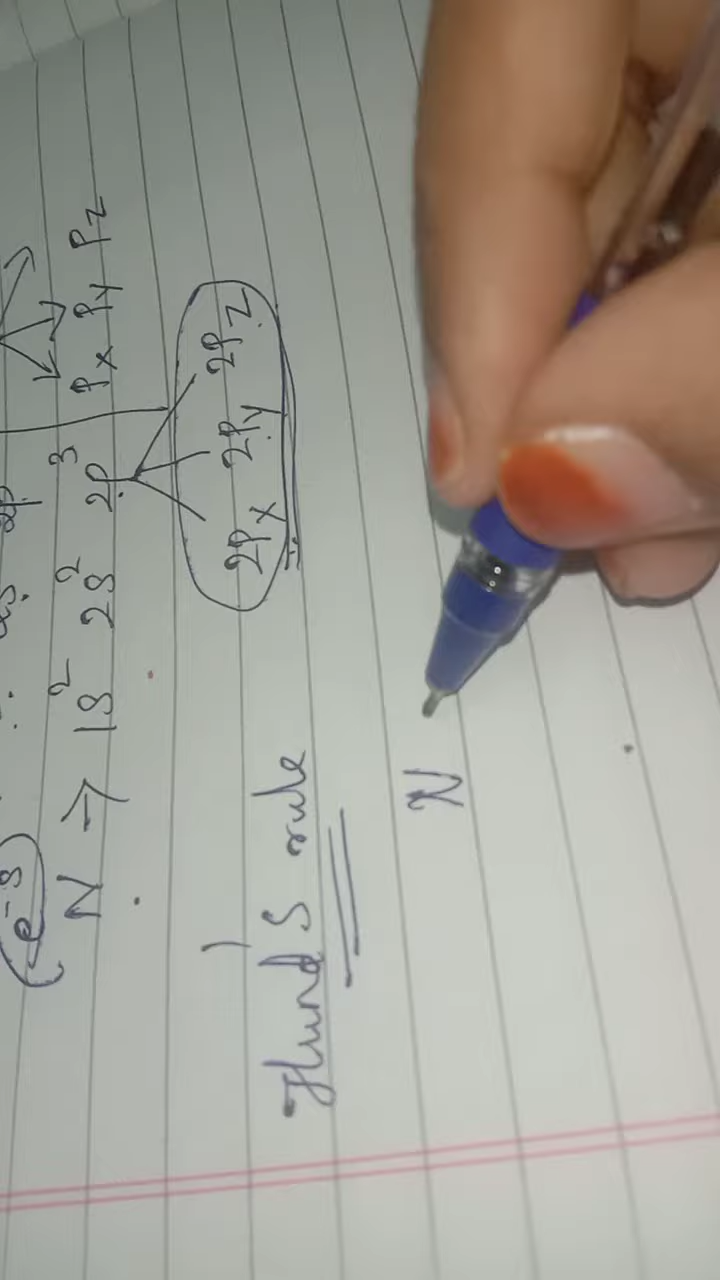 e⁻s
Px Py Pz
N → 1S² 2S² 2P³
2Px 2Py 2Pz
Hund's rule
N